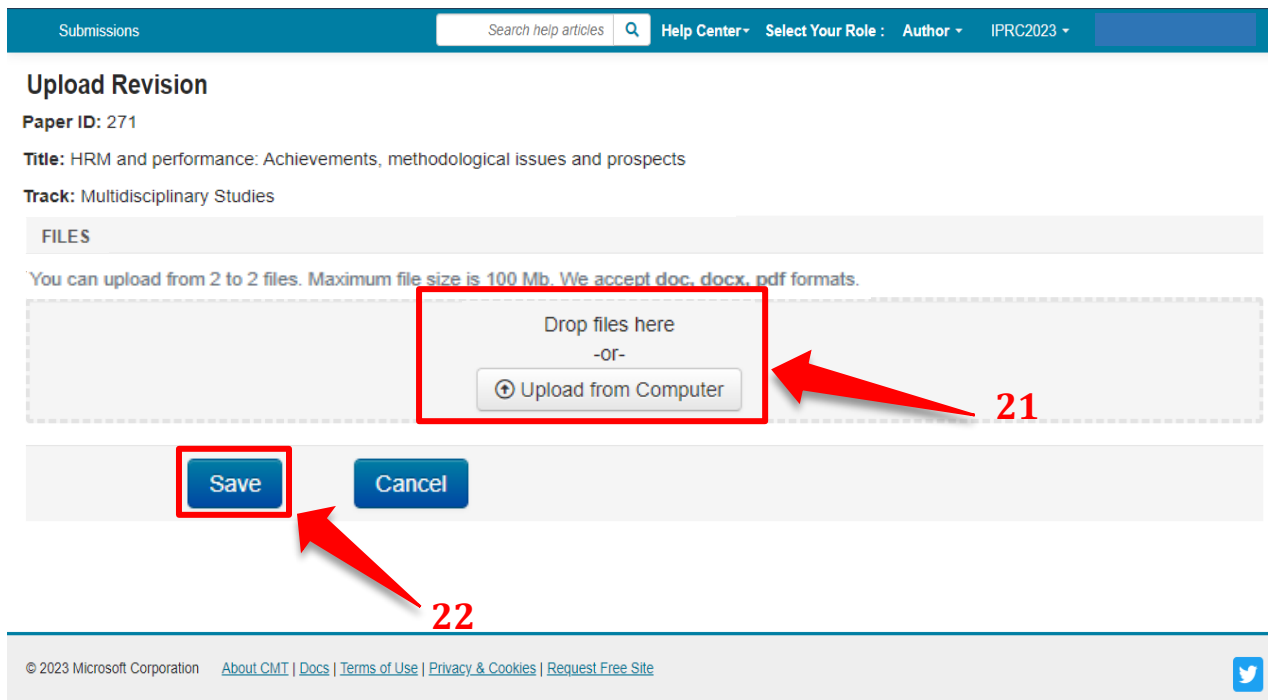 Submissions Search help articles Help Center Select Your Role : Author IPRC2023
Upload Revision
Paper ID: 271
Title: HRM and performance: Achievements, methodological issues and prospects
Track: Multidisciplinary Studies
FILES
You can upload from 2 to 2 files. Maximum file size is 100 Mb. We accept doc, docx, pdf formats.
Drop files here
-or-
Upload from Computer
21
Save Cancel
22
© 2023 Microsoft Corporation About CMT | Docs | Terms of Use | Privacy & Cookies | Request Free Site